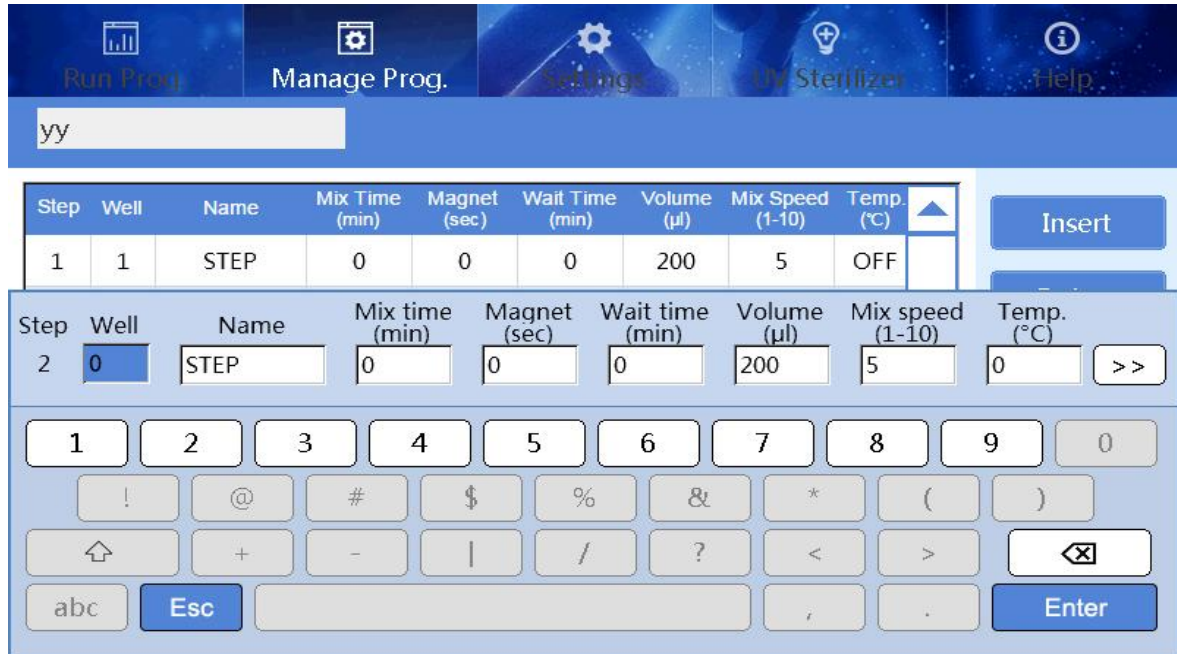 Run Prog. Manage Prog. Settings UV Sterilizer Help
yy
Step Well Name Mix Time (min) Magnet (sec) Wait Time (min) Volume (µl) Mix Speed (1-10) Temp. (℃)
Insert
1 1 STEP 0 0 0 200 5 OFF
Step Well Name Mix time (min) Magnet (sec) Wait time (min) Volume (µl) Mix speed (1-10) Temp. (°C)
2 0 STEP 0 0 0 200 5 0 >>
1 2 3 4 5 6 7 8 9 0
! @ # $ % & * ( )
+ - | / ? < >
abc Esc , . Enter